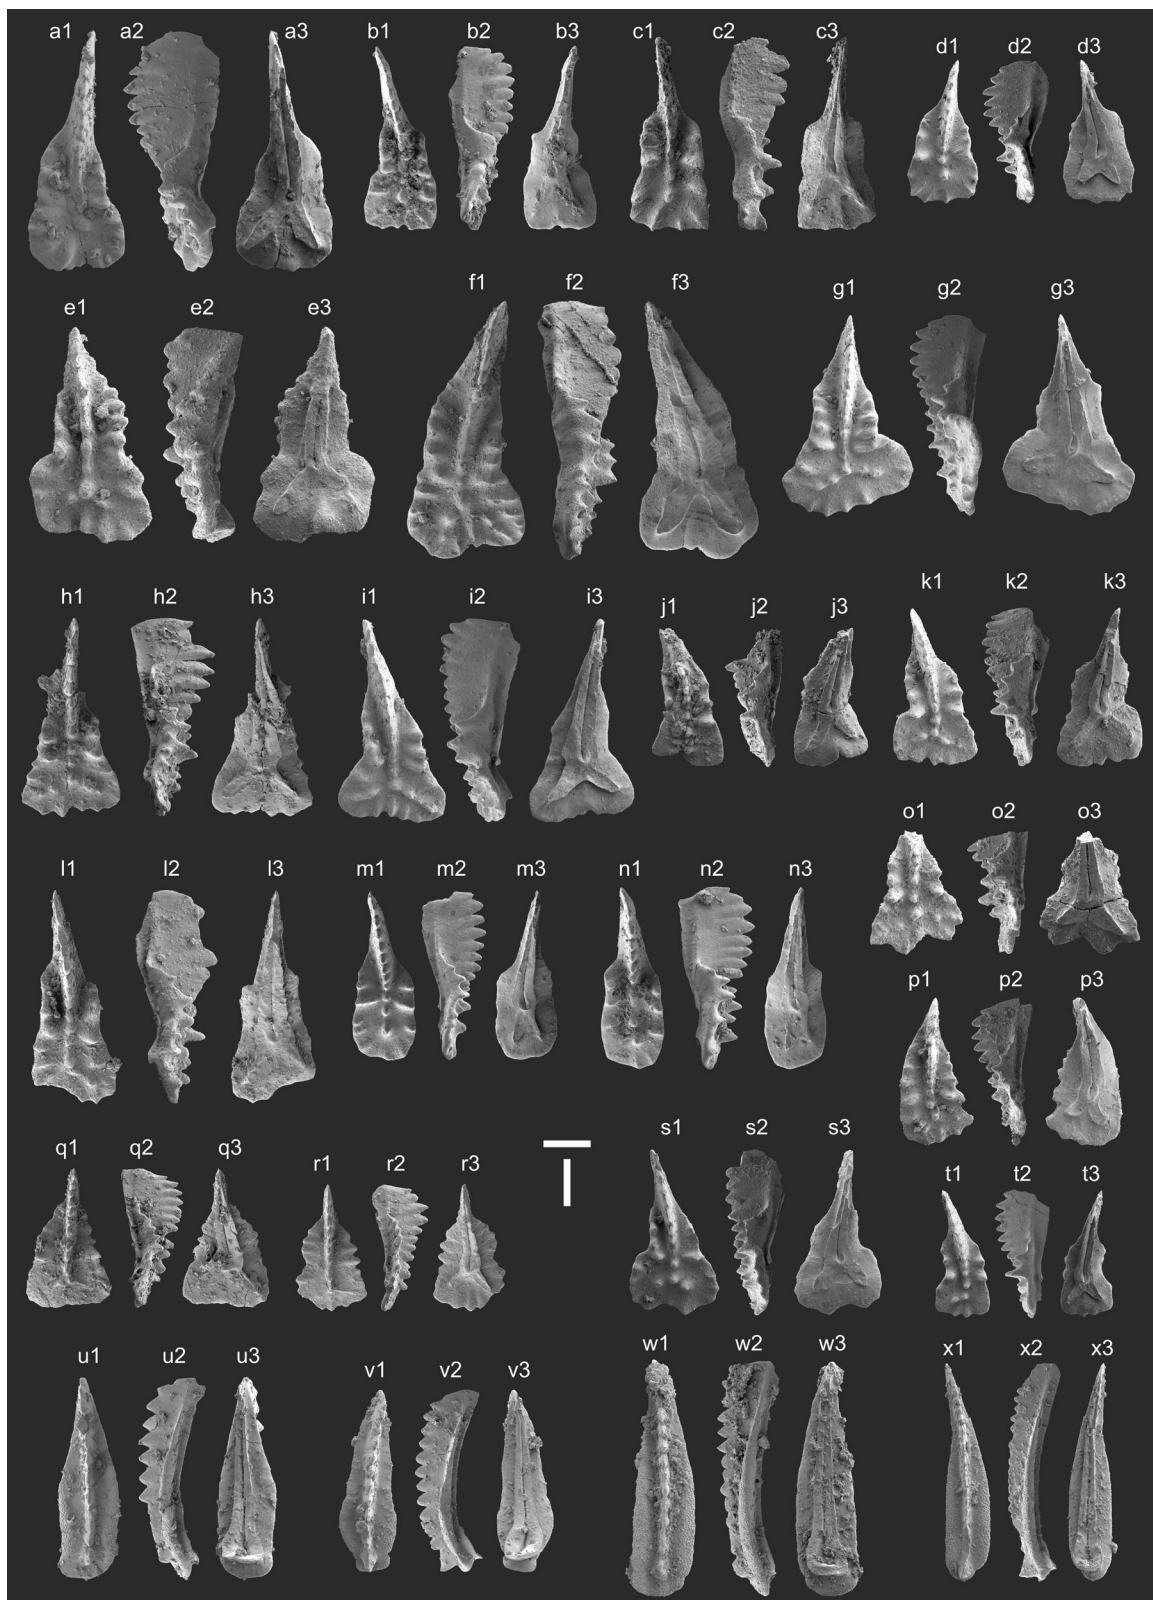 a1 a2 a3 b1 b2 b3 c1 c2 c3 d1 d2 d3
e1 e2 e3 f1 f2 f3 g1 g2 g3
h1 h2 h3 i1 i2 i3 j1 j2 j3 k1 k2 k3
l1 l2 l3 m1 m2 m3 n1 n2 n3 o1 o2 o3
p1 p2 p3
q1 q2 q3 r1 r2 r3 s1 s2 s3 t1 t2 t3
u1 u2 u3 v1 v2 v3 w1 w2 w3 x1 x2 x3